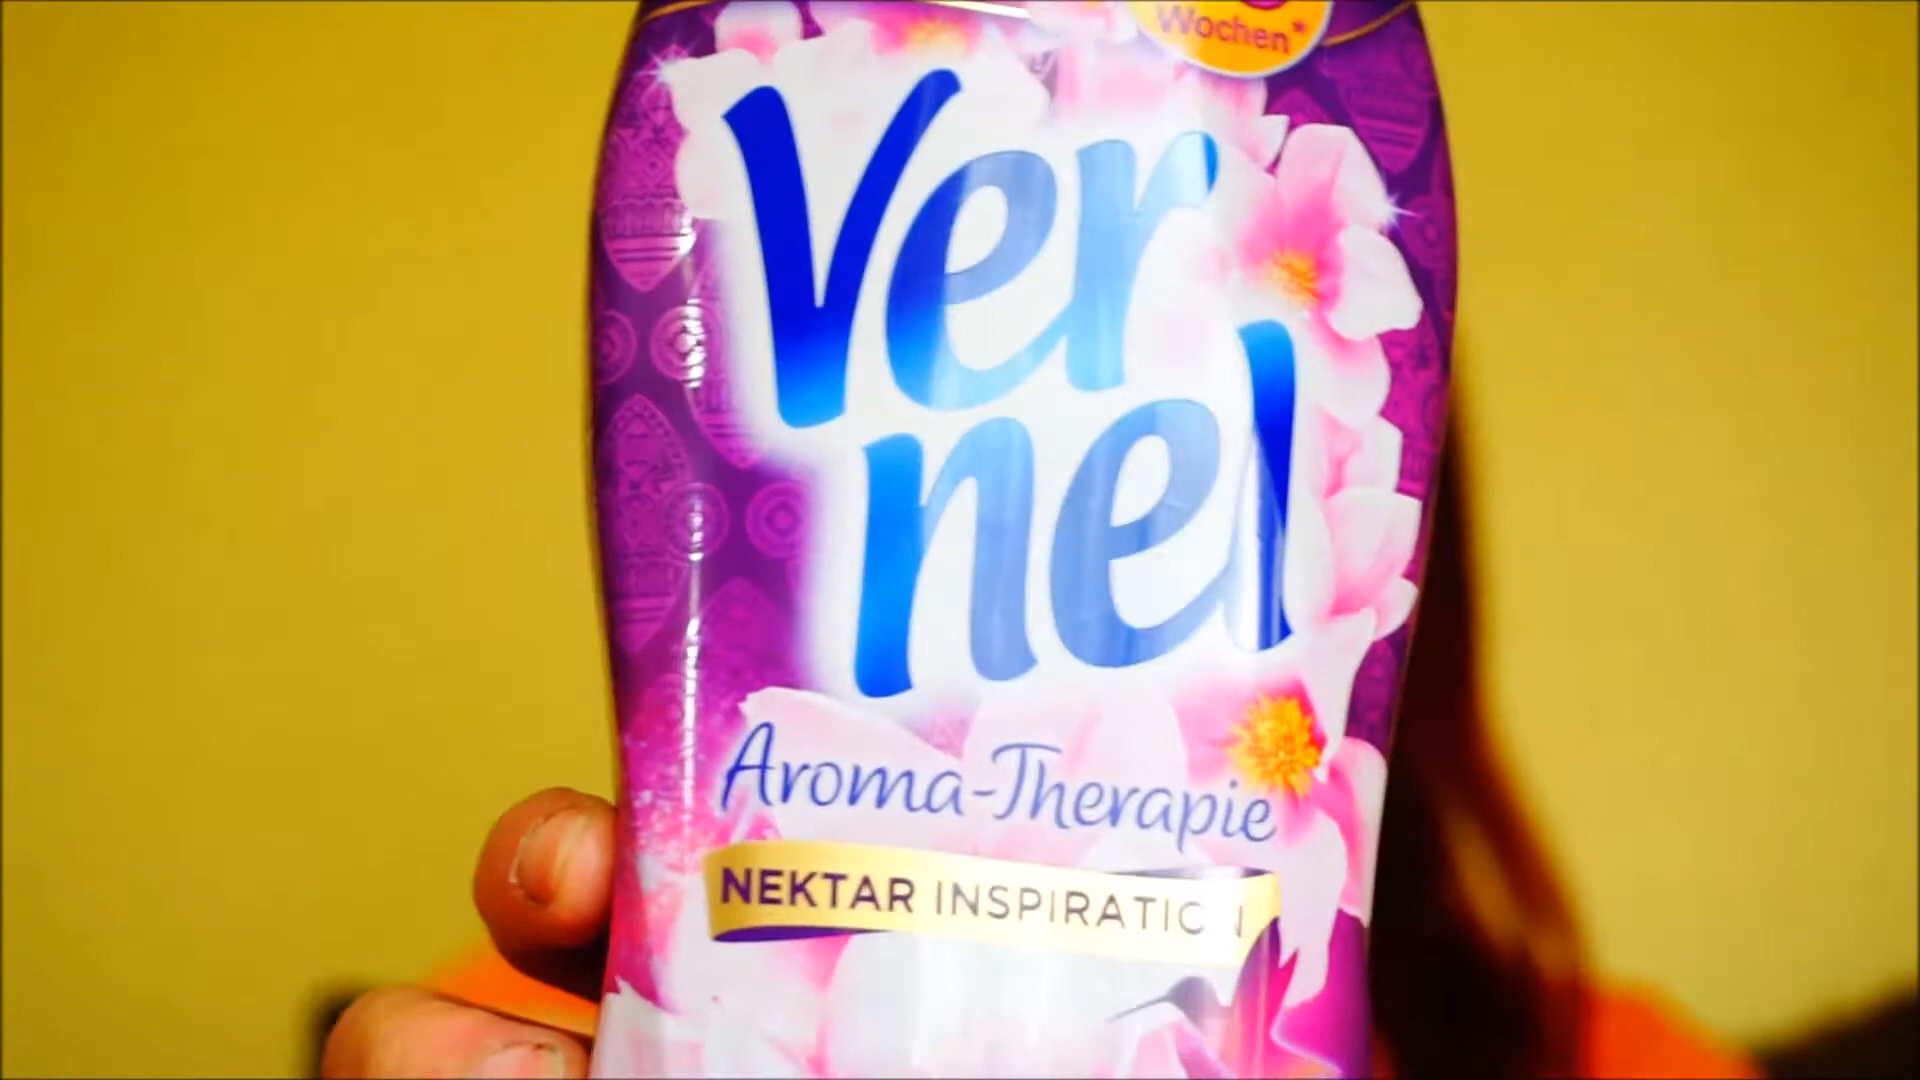 Wochen*
Ver
nel
Aroma-Therapie
NEKTAR INSPIRATION